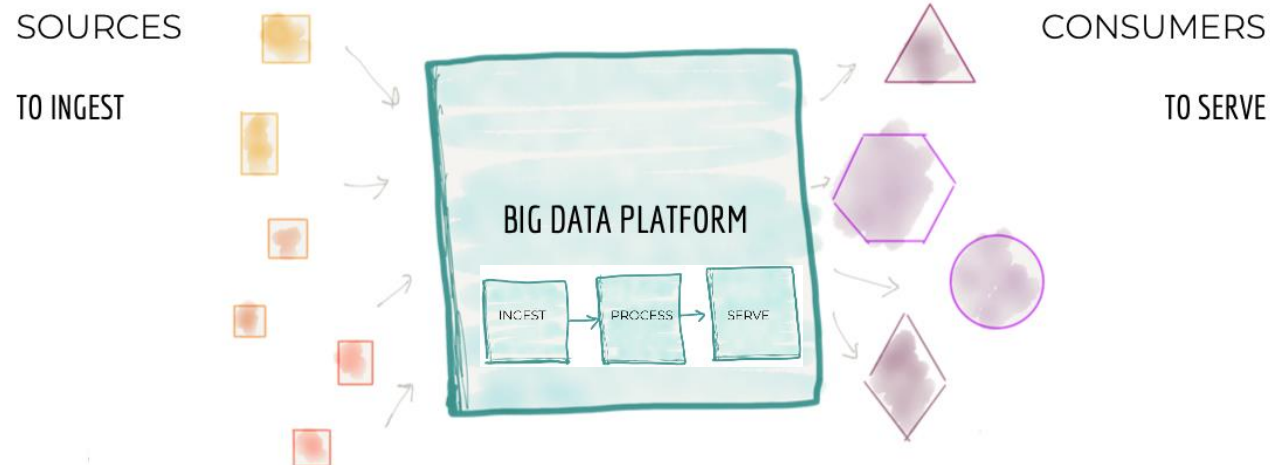 SOURCES
TO INGEST
BIG DATA PLATFORM
INGEST
PROCESS
SERVE
CONSUMERS
TO SERVE